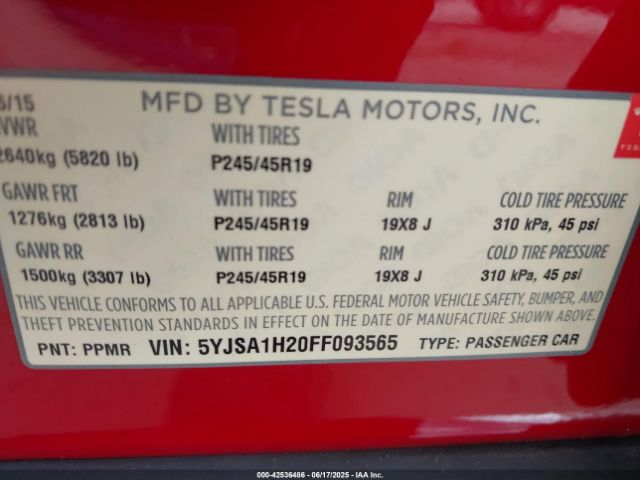 /15 MFD BY TESLA MOTORS, INC.
VWR WITH TIRES
2640kg (5820 lb) P245/45R19
GAWR FRT RIM COLD TIRE PRESSURE
1276kg (2813 lb) P245/45R19 19X8 J 310 kPa, 45 psi
GAWR RR RIM COLD TIRE PRESSURE
1500kg (3307 lb) P245/45R19 19X8 J 310 kPa, 45 psi
THIS VEHICLE CONFORMS TO ALL APPLICABLE U.S. FEDERAL MOTOR VEHICLE SAFETY, BUMPER, AND
THEFT PREVENTION STANDARDS IN EFFECT ON THE DATE OF MANUFACTURE SHOWN ABOVE.
PNT: PPMR VIN: 5YJSA1H20FF093565 TYPE: PASSENGER CAR
000-42536486 - 06/17/2025 - IAA Inc.